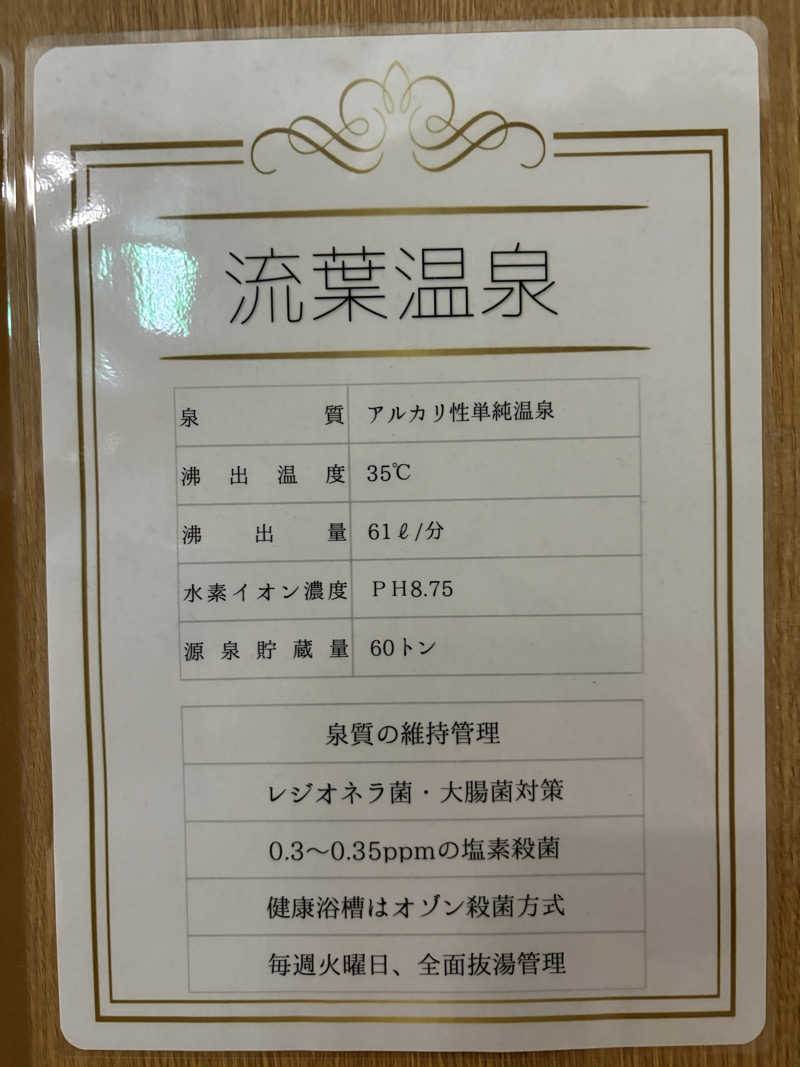 流葉温泉
泉質 アルカリ性単純温泉
沸出温度 35℃
沸出量 61ℓ/分
水素イオン濃度 ＰＨ8.75
源泉貯蔵量 60トン
泉質の維持管理
レジオネラ菌・大腸菌対策
0.3～0.35ppmの塩素殺菌
健康浴槽はオゾン殺菌方式
毎週火曜日、全面抜湯管理